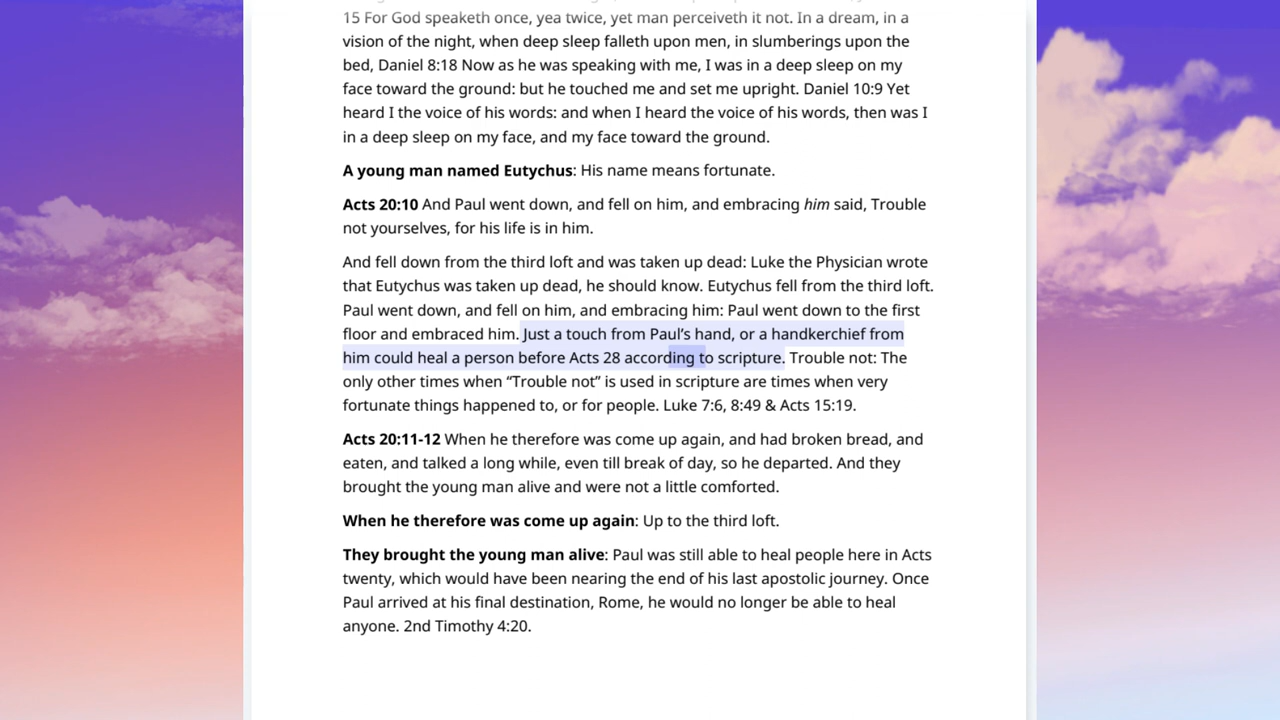 15 For God speaketh once, yea twice, yet man perceiveth it not. In a dream, in a
vision of the night, when deep sleep falleth upon men, in slumberings upon the
bed, Daniel 8:18 Now as he was speaking with me, I was in a deep sleep on my
face toward the ground: but he touched me and set me upright. Daniel 10:9 Yet
heard I the voice of his words: and when I heard the voice of his words, then was I
in a deep sleep on my face, and my face toward the ground.
A young man named Eutychus: His name means fortunate.
Acts 20:10 And Paul went down, and fell on him, and embracing him said, Trouble
not yourselves, for his life is in him.
And fell down from the third loft and was taken up dead: Luke the Physician wrote
that Eutychus was taken up dead, he should know. Eutychus fell from the third loft.
Paul went down, and fell on him, and embracing him: Paul went down to the first
floor and embraced him. Just a touch from Paul’s hand, or a handkerchief from
him could heal a person before Acts 28 according to scripture. Trouble not: The
only other times when “Trouble not” is used in scripture are times when very
fortunate things happened to, or for people. Luke 7:6, 8:49 & Acts 15:19.
Acts 20:11-12 When he therefore was come up again, and had broken bread, and
eaten, and talked a long while, even till break of day, so he departed. And they
brought the young man alive and were not a little comforted.
When he therefore was come up again: Up to the third loft.
They brought the young man alive: Paul was still able to heal people here in Acts
twenty, which would have been nearing the end of his last apostolic journey. Once
Paul arrived at his final destination, Rome, he would no longer be able to heal
anyone. 2nd Timothy 4:20.